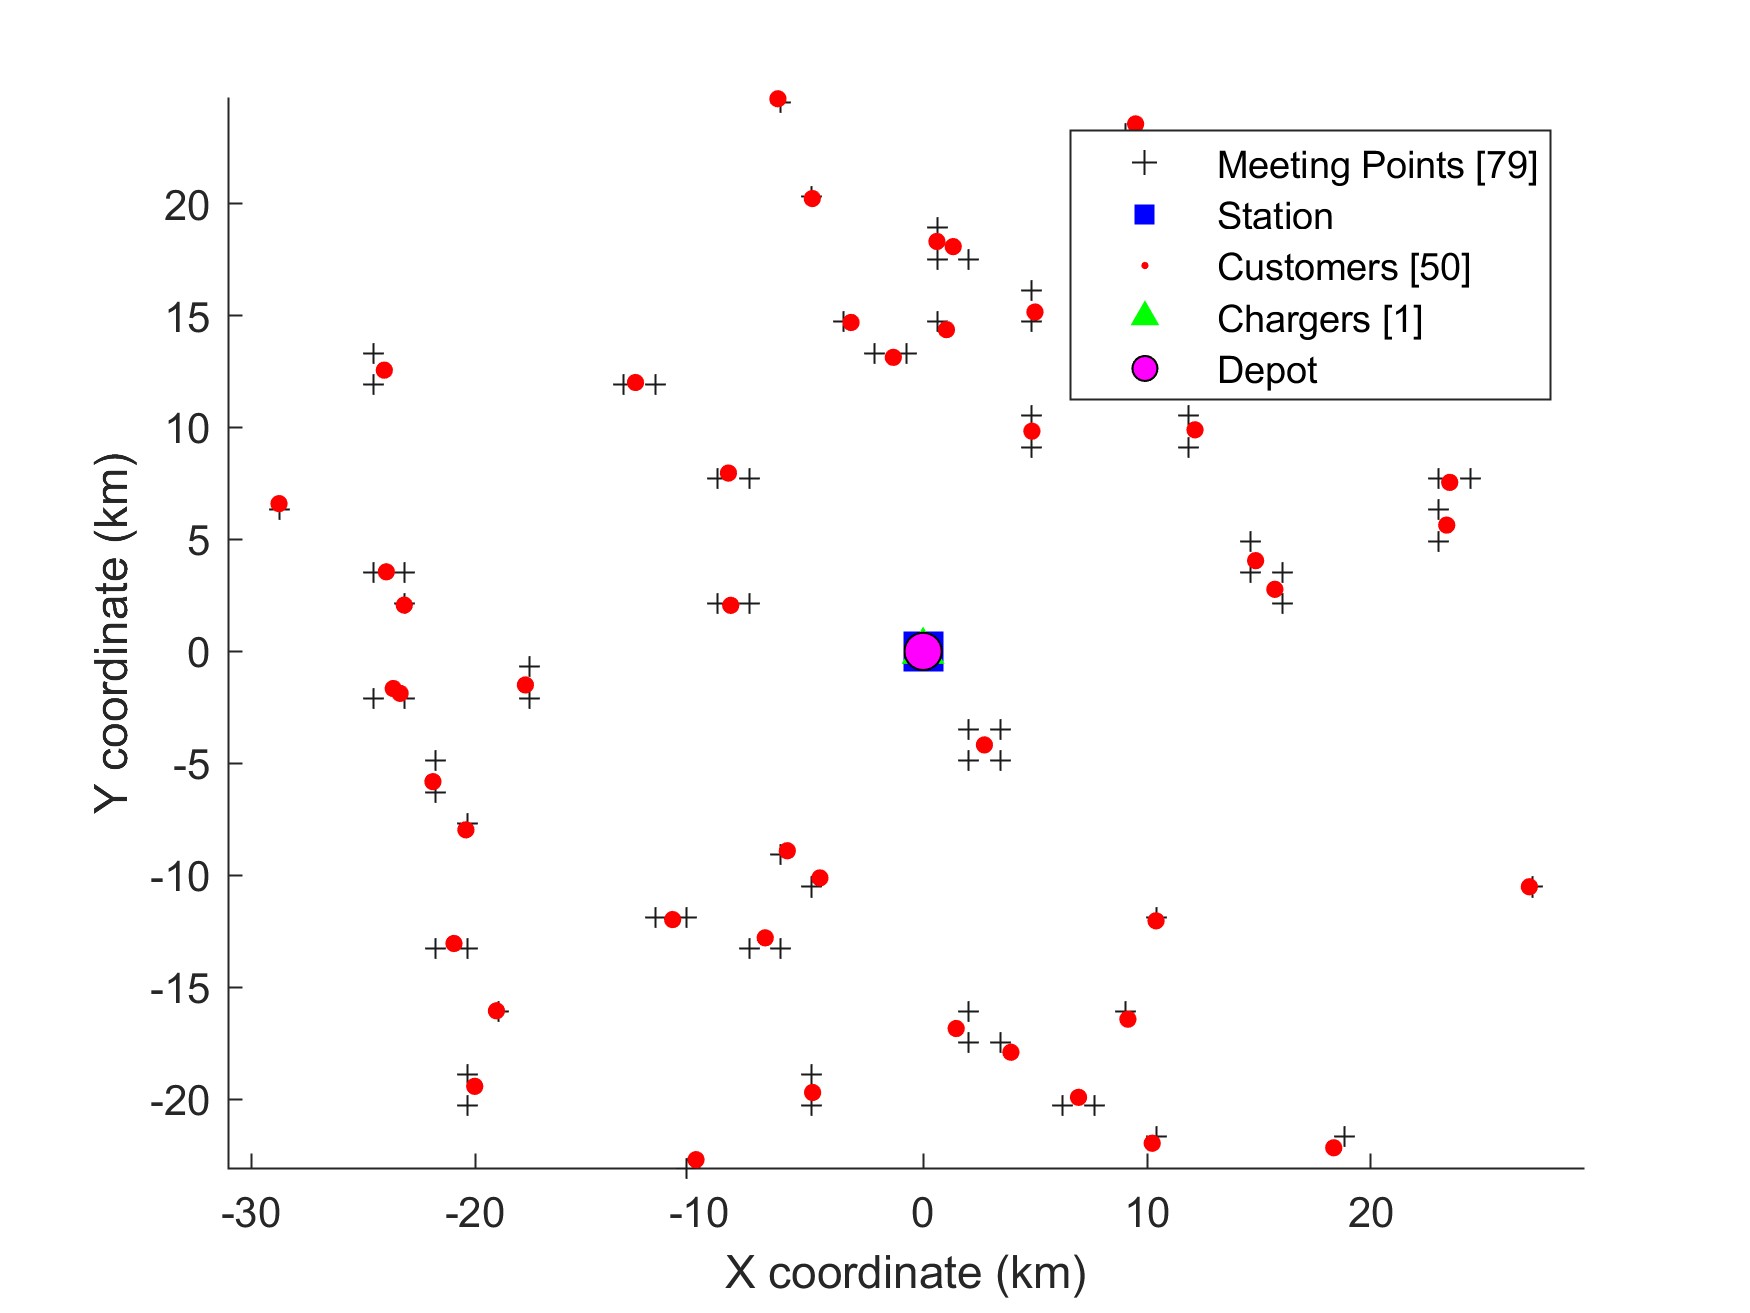 Meeting Points [79]
Station
Customers [50]
Chargers [1]
Depot
20
15
10
5
0
-5
-10
-15
-20
Y coordinate (km)
-30 -20 -10 0 10 20
X coordinate (km)